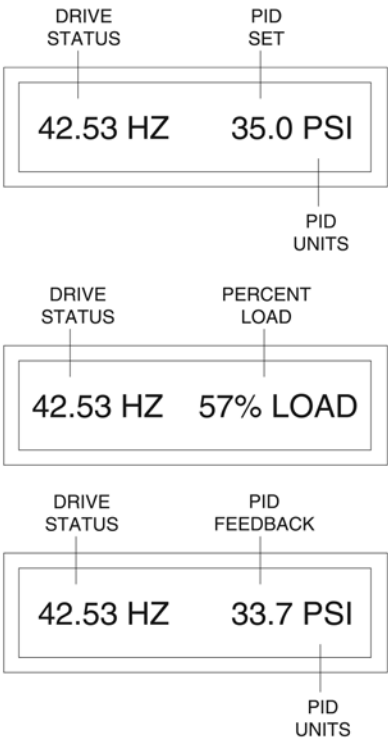 DRIVE STATUS
PID SET
42.53 HZ 35.0 PSI
PID UNITS
DRIVE STATUS
PERCENT LOAD
42.53 HZ 57% LOAD
DRIVE STATUS
PID FEEDBACK
42.53 HZ 33.7 PSI
PID UNITS